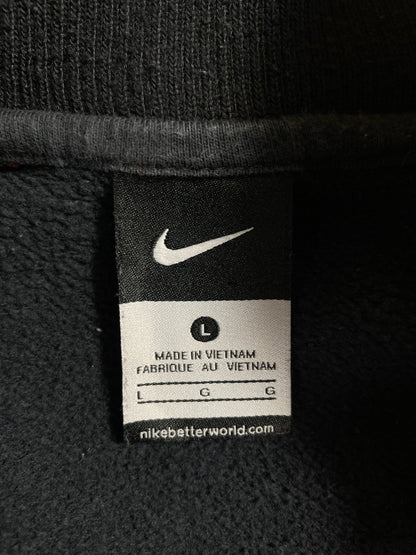 L
MADE IN VIETNAM
FABRIQUE AU VIETNAM
L G G
nikebetterworld.com